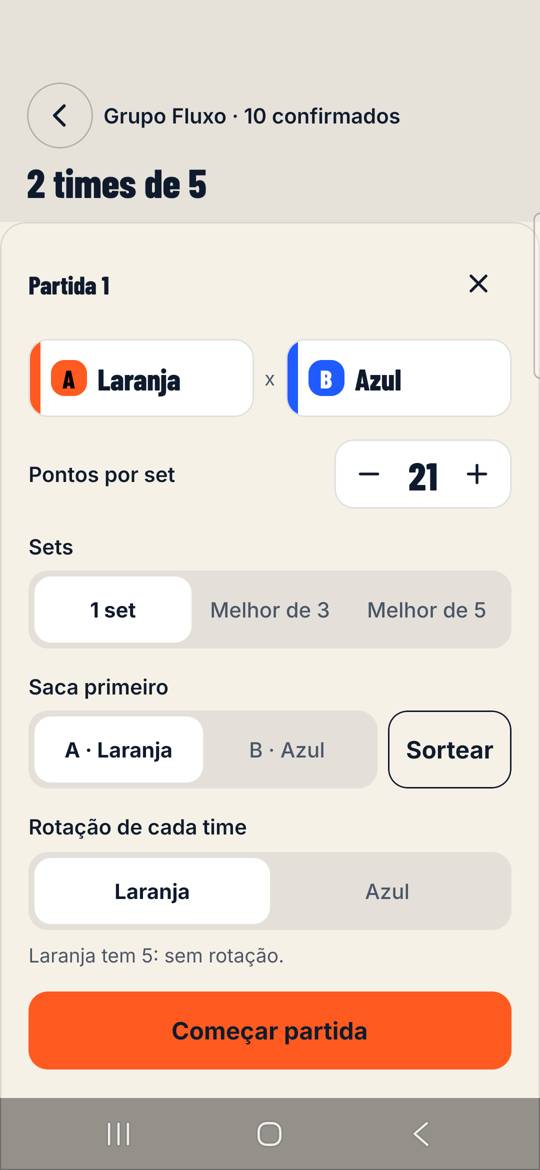 Grupo Fluxo · 10 confirmados
2 times de 5
Partida 1
A Laranja x B Azul
Pontos por set − 21 +
Sets
1 set Melhor de 3 Melhor de 5
Saca primeiro
A · Laranja B · Azul Sortear
Rotação de cada time
Laranja Azul
Laranja tem 5: sem rotação.
Começar partida